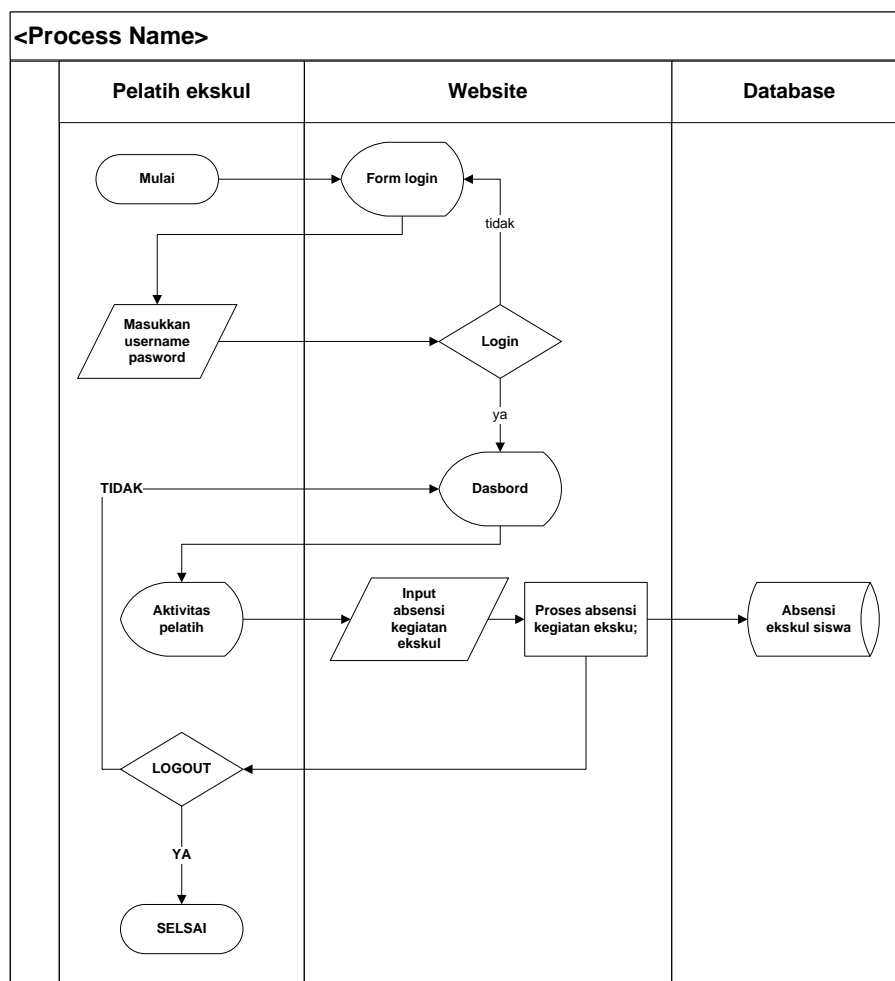 <Process Name>
Pelatih ekskul
Website
Database
Mulai
Form login
tidak
Masukkan
username
pasword
Login
ya
TIDAK
Dasbord
Aktivitas
pelatih
Input
absensi
kegiatan
ekskul
Proses absensi
kegiatan eksku;
Absensi
ekskul siswa
LOGOUT
YA
SELSAI